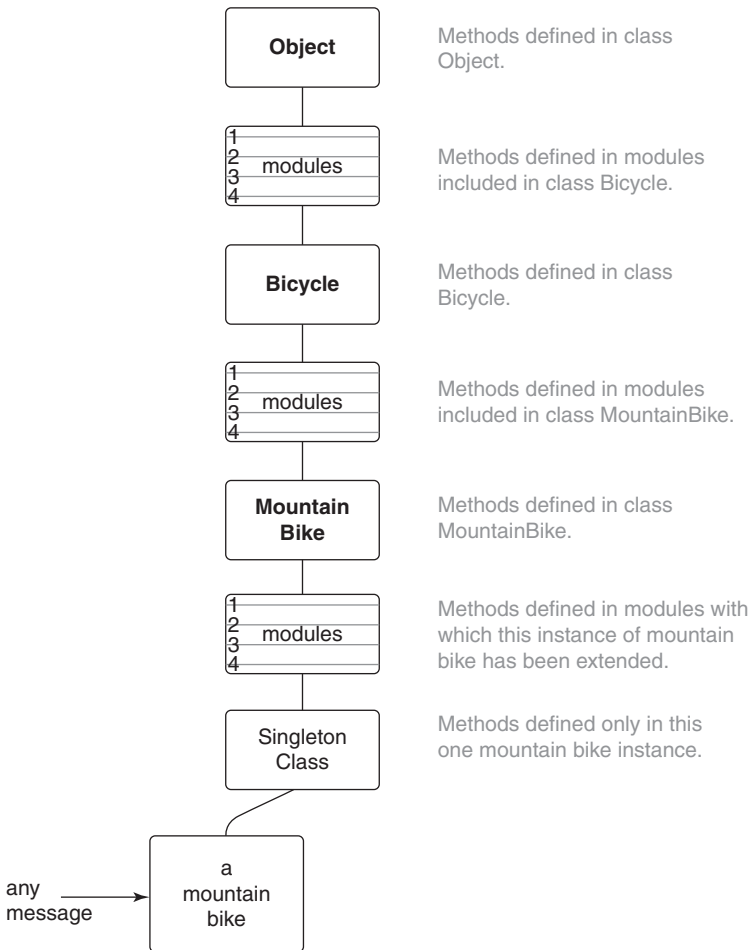 Object
Methods defined in class
Object.
1
2
3
4
modules
Methods defined in modules
included in class Bicycle.
Bicycle
Methods defined in class
Bicycle.
1
2
3
4
modules
Methods defined in modules
included in class MountainBike.
Mountain
Bike
Methods defined in class
MountainBike.
1
2
3
4
modules
Methods defined in modules with
which this instance of mountain
bike has been extended.
Singleton
Class
Methods defined only in this
one mountain bike instance.
any
message
a
mountain
bike